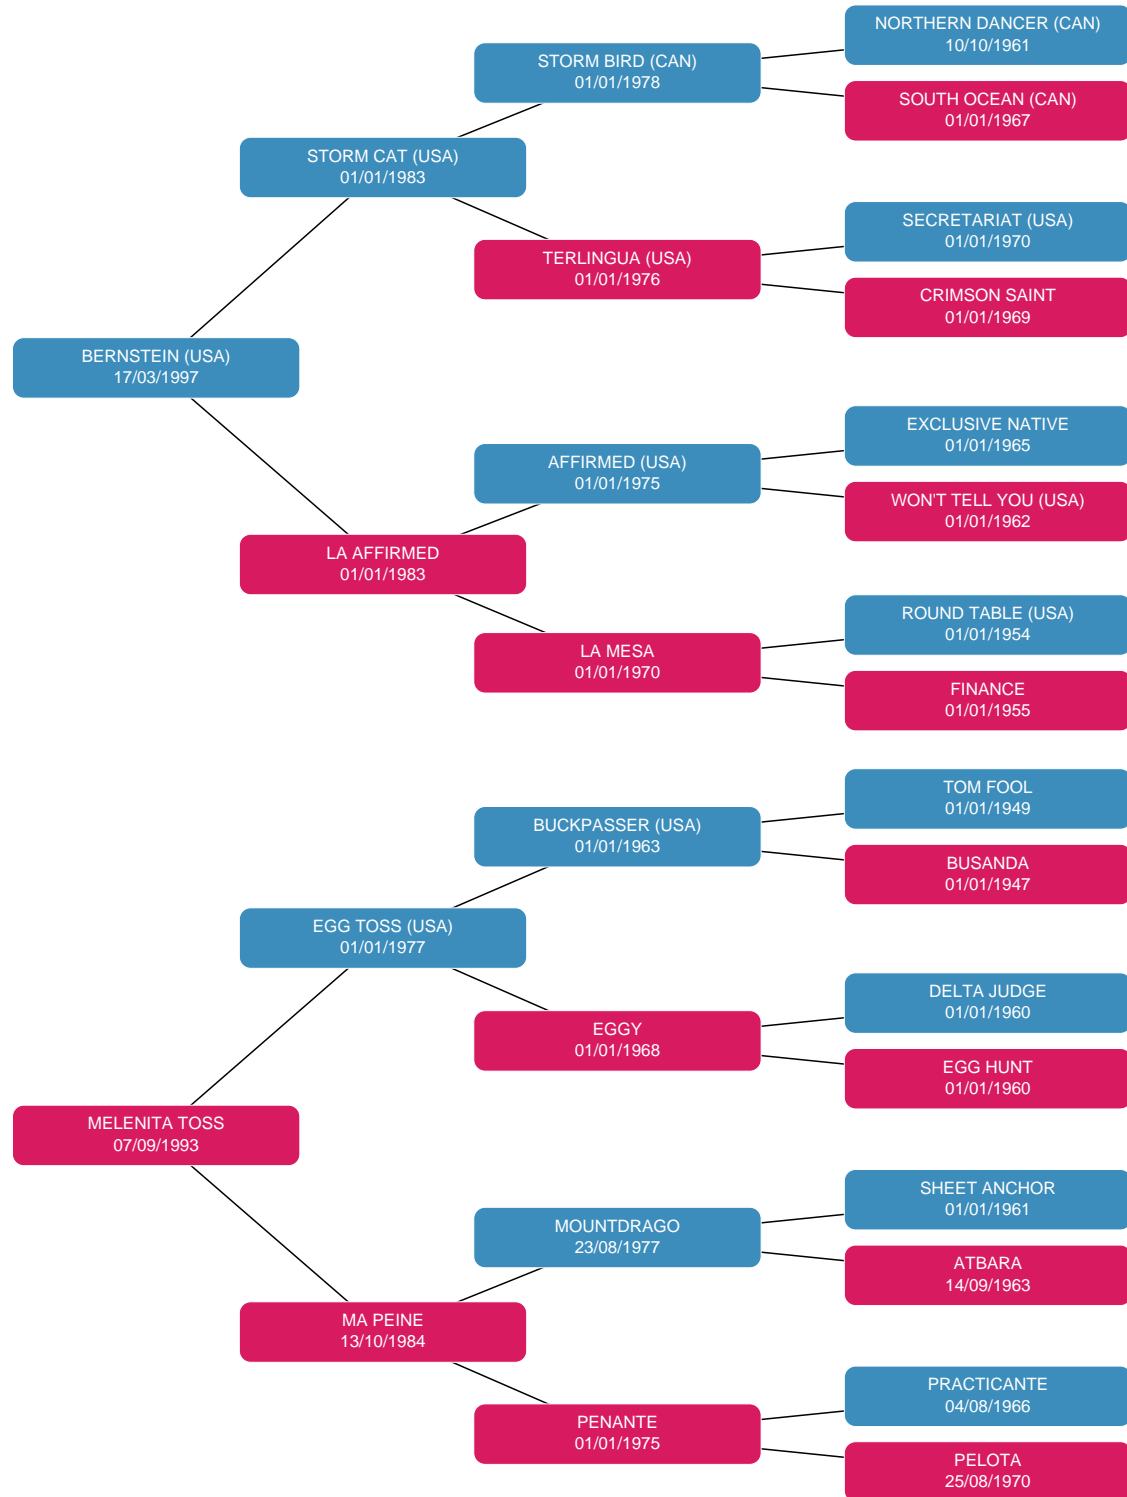 NORTHERN DANCER (CAN)
10/10/1961
STORM BIRD (CAN)
01/01/1978
SOUTH OCEAN (CAN)
01/01/1967
STORM CAT (USA)
01/01/1983
SECRETARIAT (USA)
01/01/1970
TERLINGUA (USA)
01/01/1976
CRIMSON SAINT
01/01/1969
BERNSTEIN (USA)
17/03/1997
EXCLUSIVE NATIVE
01/01/1965
AFFIRMED (USA)
01/01/1975
WON'T TELL YOU (USA)
01/01/1962
LA AFFIRMED
01/01/1983
ROUND TABLE (USA)
01/01/1954
LA MESA
01/01/1970
FINANCE
01/01/1955
TOM FOOL
01/01/1949
BUCKPASSER (USA)
01/01/1963
BUSANDA
01/01/1947
EGG TOSS (USA)
01/01/1977
DELTA JUDGE
01/01/1960
EGGY
01/01/1968
EGG HUNT
01/01/1960
MELENITA TOSS
07/09/1993
SHEET ANCHOR
01/01/1961
MOUNTDRAGO
23/08/1977
ATBARA
14/09/1963
MA PEINE
13/10/1984
PRACTICANTE
04/08/1966
PENANTE
01/01/1975
PELOTA
25/08/1970